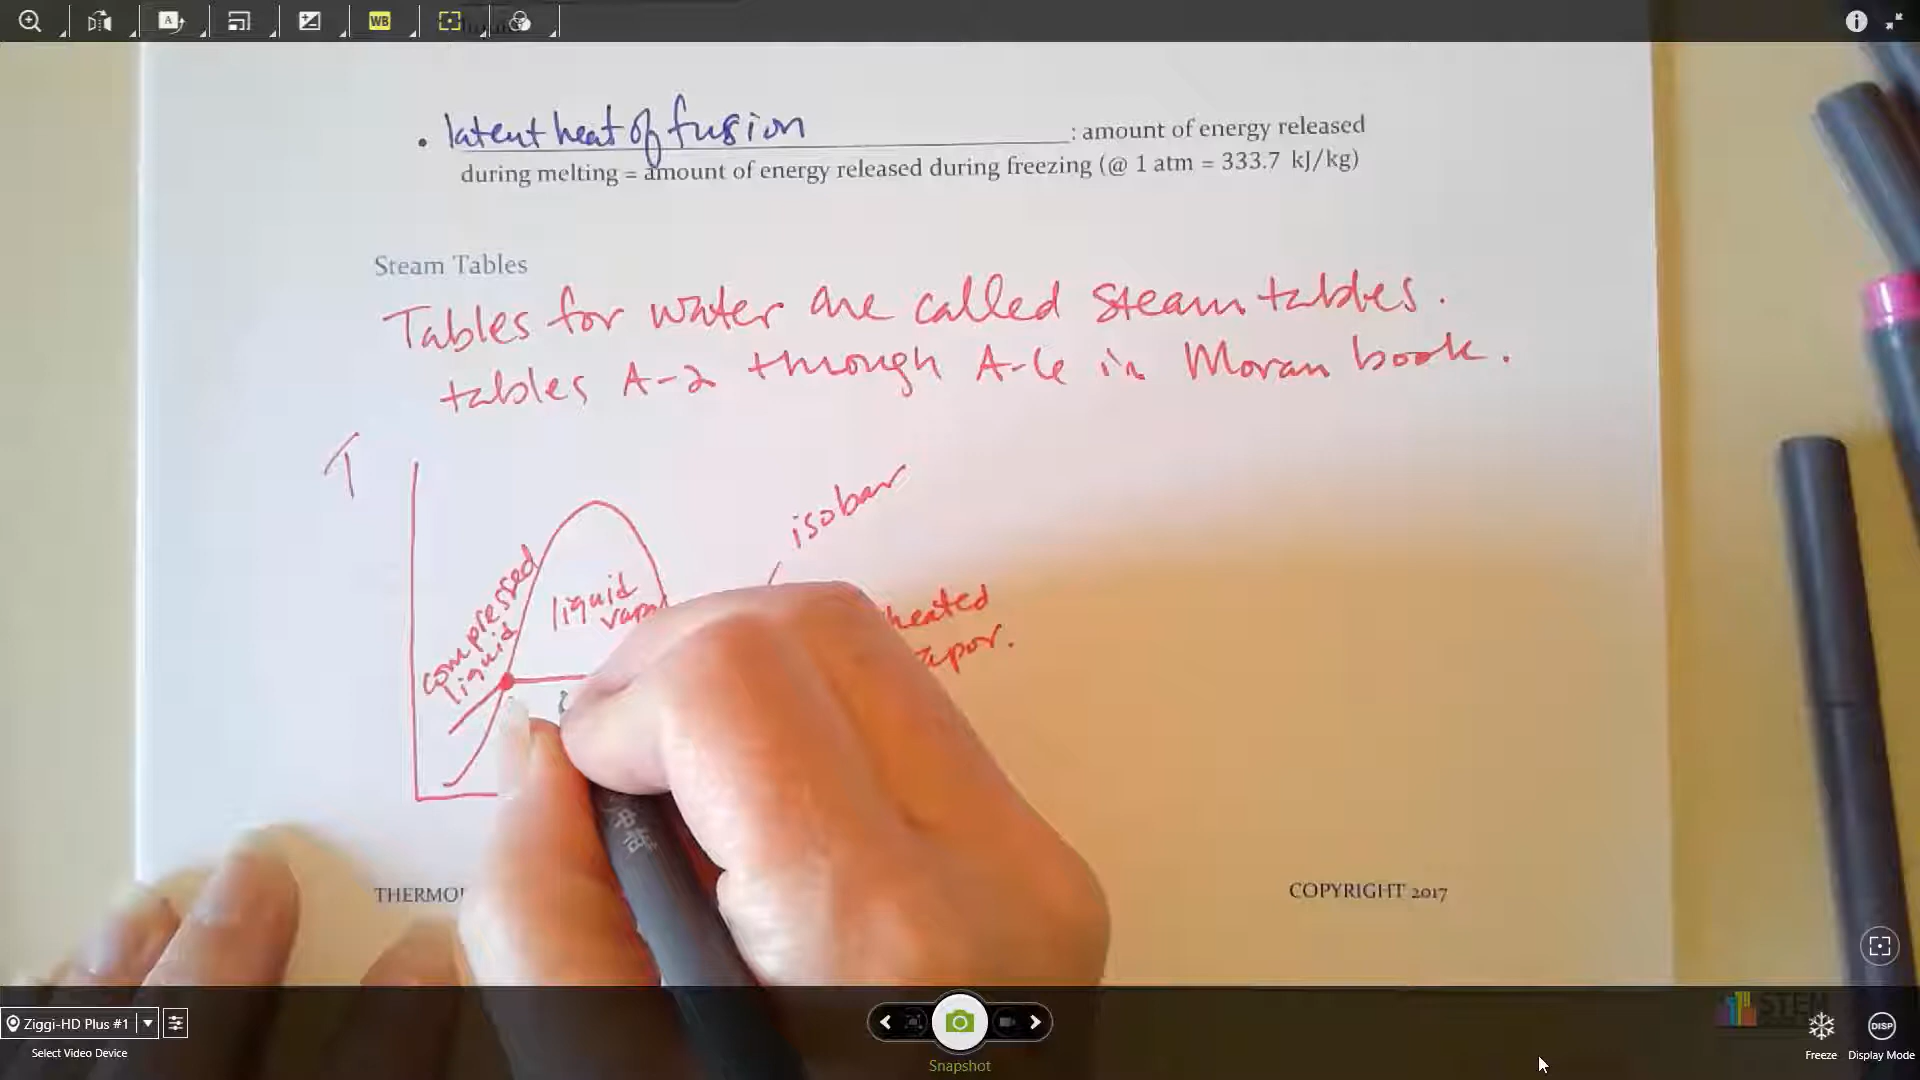 A
WB
latent heat of fusion : amount of energy released
during melting = amount of energy released during freezing (@ 1 atm = 333.7 kJ/kg)
Steam Tables
Tables for water are called Steam tables.
tables A-2 through A-6 in Moran book.
T
isobar
compressed
liquid
liquid
heated
THERMO
COPYRIGHT 2017
STEM
Ziggi-HD Plus #1
Select Video Device
Snapshot
Freeze
DISP
Display Mode